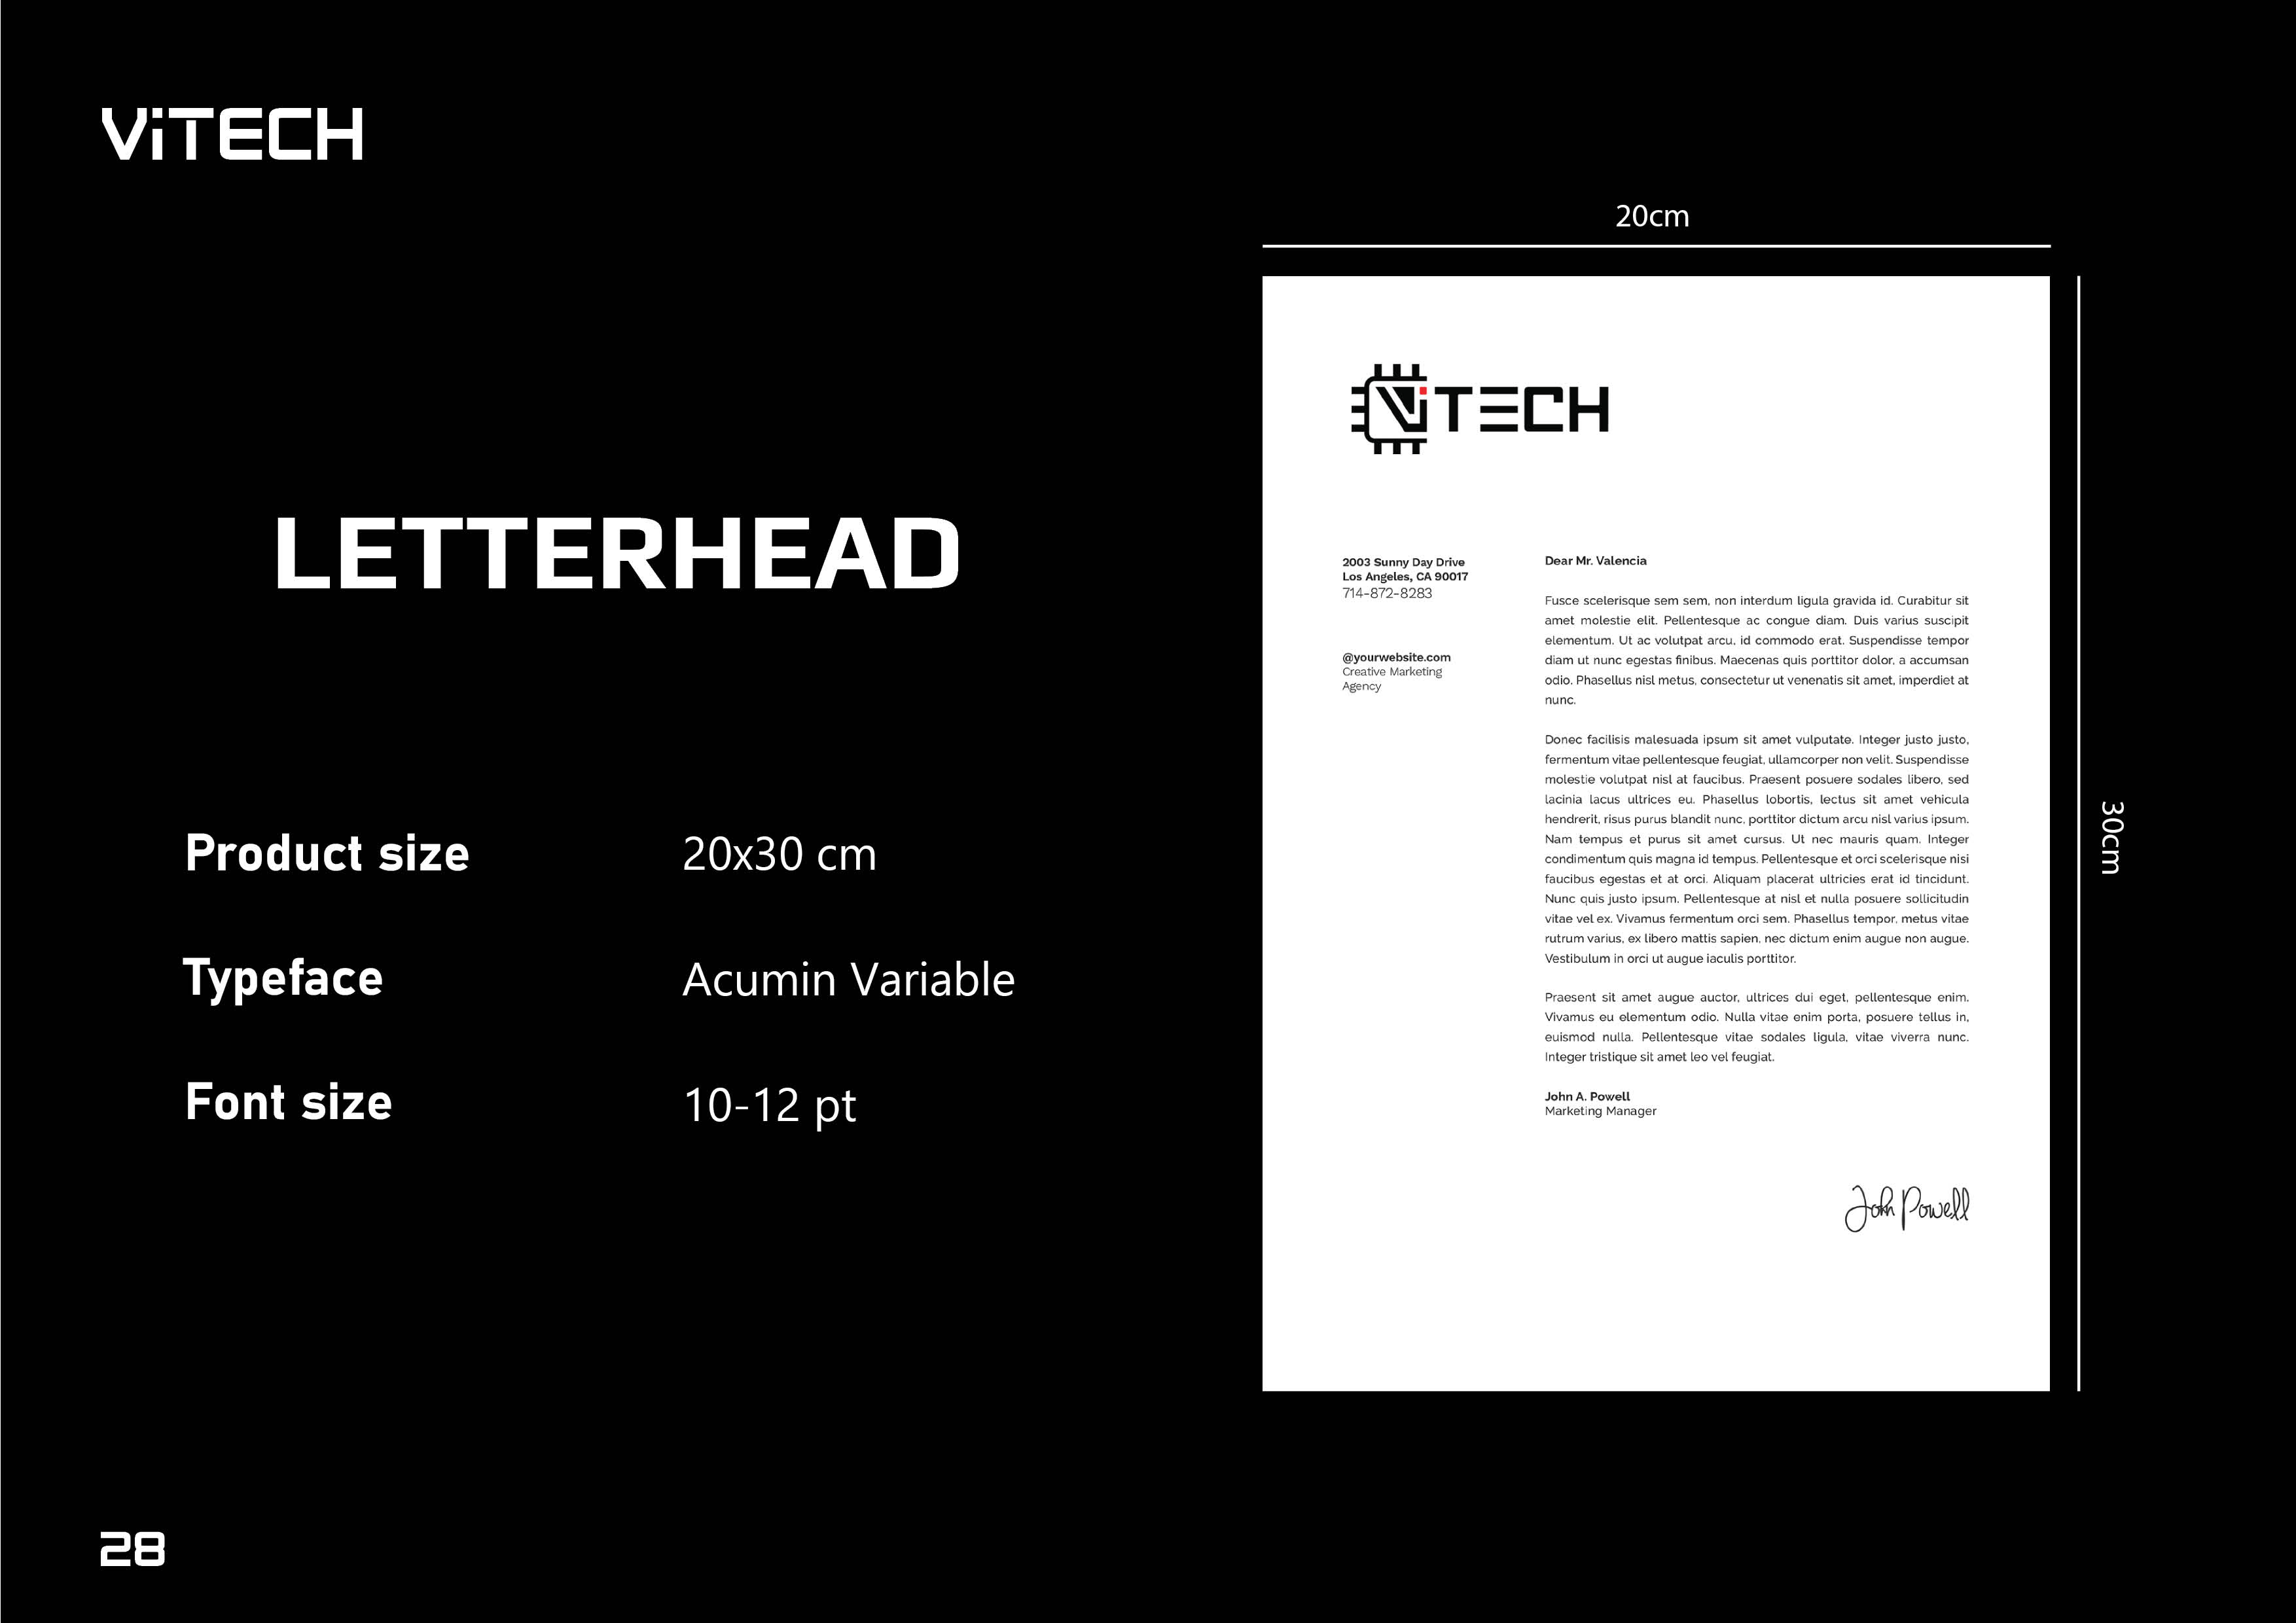 ViTECH
LETTERHEAD
Product size 20x30 cm
Typeface Acumin Variable
Font size 10-12 pt
28
20cm
30cm
ViTECH
2003 Sunny Day Drive
Los Angeles, CA 90017
714-872-8283
@yourwebsite.com
Creative Marketing
Agency
Dear Mr. Valencia
Fusce scelerisque sem sem, non interdum ligula gravida id. Curabitur sit
amet molestie elit. Pellentesque ac congue diam. Duis varius suscipit
elementum. Ut ac volutpat arcu, id commodo erat. Suspendisse tempor
diam ut nunc egestas finibus. Maecenas quis porttitor dolor, a accumsan
odio. Phasellus nisl metus, consectetur ut venenatis sit amet, imperdiet at
nunc.
Donec facilisis malesuada ipsum sit amet vulputate. Integer justo justo,
fermentum vitae pellentesque feugiat, ullamcorper non velit. Suspendisse
molestie volutpat nisl at faucibus. Praesent posuere sodales libero, sed
lacinia lacus ultrices eu. Phasellus lobortis, lectus sit amet vehicula
hendrerit, risus purus blandit nunc, porttitor dictum arcu nisl varius ipsum.
Nam tempus et purus sit amet cursus. Ut nec mauris quam. Integer
condimentum quis magna id tempus. Pellentesque et orci scelerisque nisi
faucibus egestas et at orci. Aliquam placerat ultricies erat id tincidunt.
Nunc quis justo ipsum. Pellentesque at nisl et nulla posuere sollicitudin
vitae vel ex. Vivamus fermentum orci sem. Phasellus tempor, metus vitae
rutrum varius, ex libero mattis sapien, nec dictum enim augue non augue.
Vestibulum in orci ut augue iaculis porttitor.
Praesent sit amet augue auctor, ultrices dui eget, pellentesque enim.
Vivamus eu elementum odio. Nulla vitae enim porta, posuere tellus in,
euismod nulla. Pellentesque vitae sodales ligula, vitae viverra nunc.
Integer tristique sit amet leo vel feugiat.
John A. Powell
Marketing Manager
John Powell